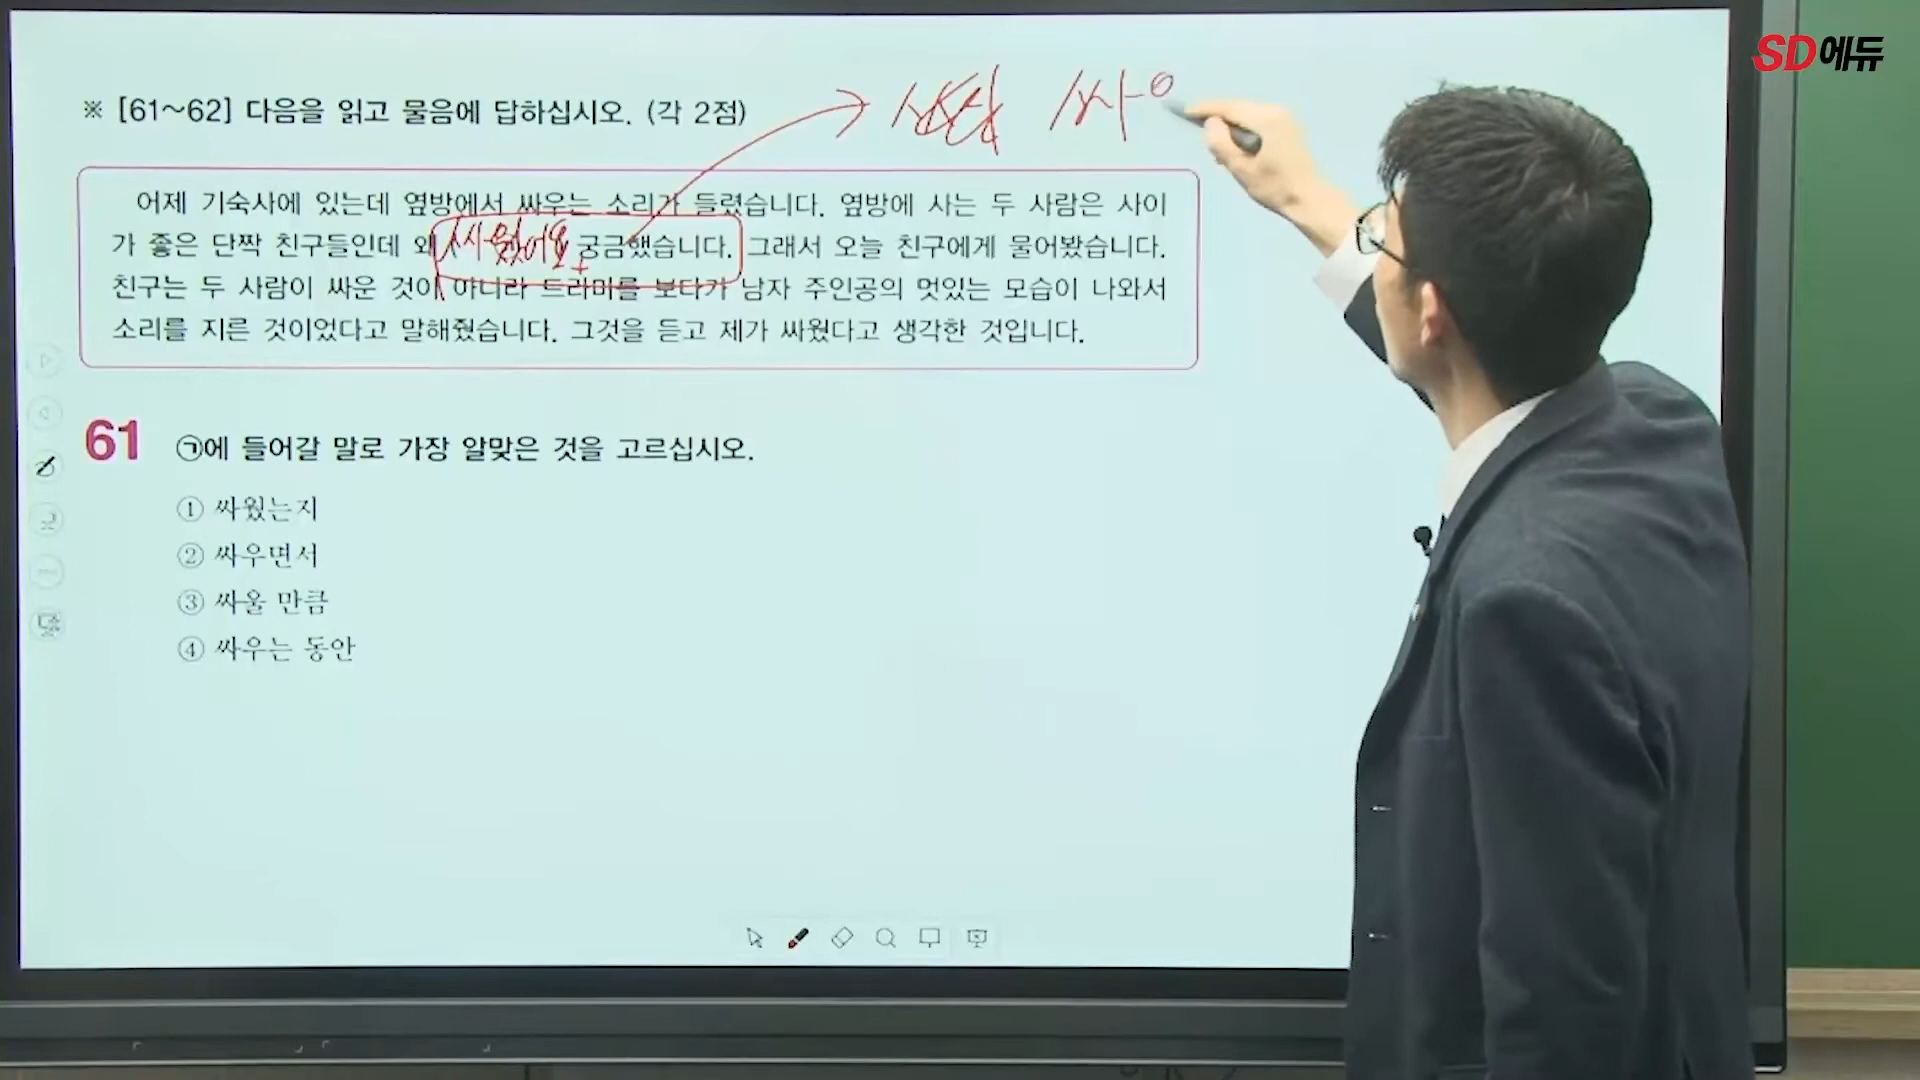 SD에듀
※ [61~62] 다음을 읽고 물음에 답하십시오. (각 2점)
싸우
어제 기숙사에 있는데 옆방에서 싸우는 소리가 들렸습니다. 옆방에 사는 두 사람은 사이
가 좋은 단짝 친구들인데 왜 싸웠어요 궁금했습니다. 그래서 오늘 친구에게 물어봤습니다.
친구는 두 사람이 싸운 것이 아니라 드라마를 보다가 남자 주인공의 멋있는 모습이 나와서
소리를 지른 것이었다고 말해줬습니다. 그것을 듣고 제가 싸웠다고 생각한 것입니다.
61 ㉠에 들어갈 말로 가장 알맞은 것을 고르십시오.
① 싸웠는지
② 싸우면서
③ 싸울 만큼
④ 싸우는 동안